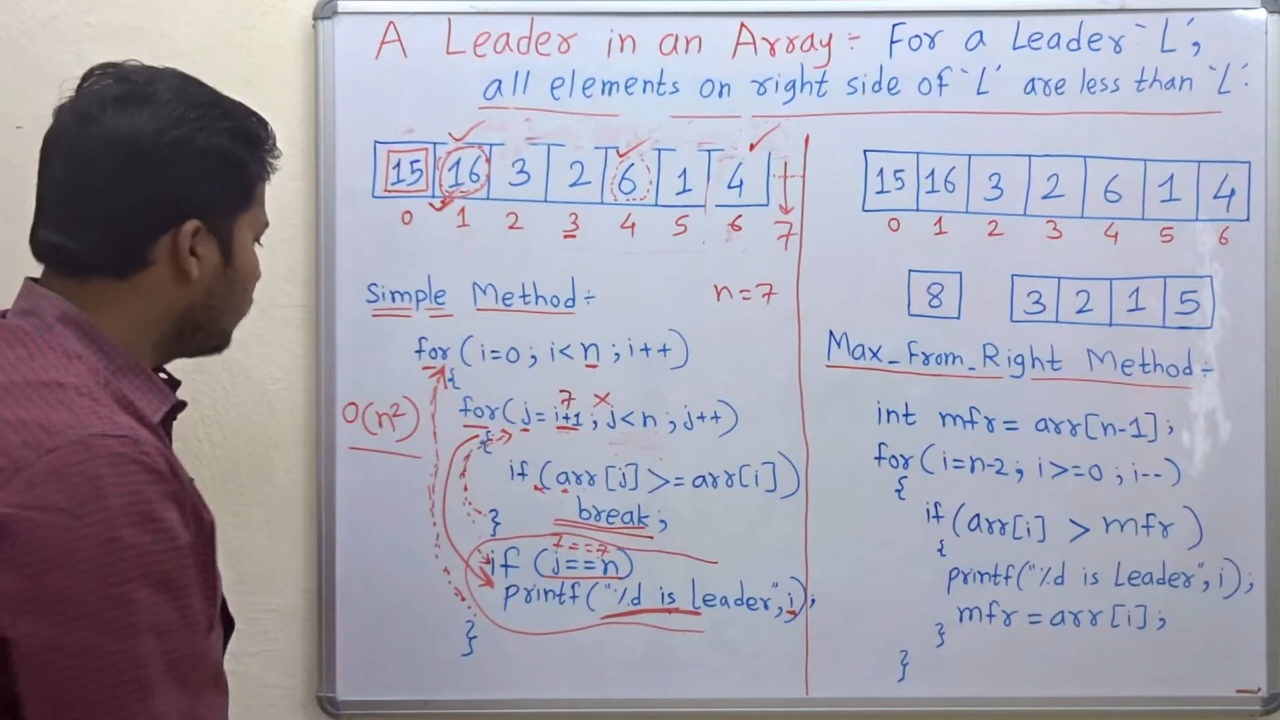 A Leader in an Array:- For a Leader `L',
all elements on right side of `L' are less than `L'.
15 16 3 2 6 1 4
0 1 2 3 4 5 6 7
Simple Method:-
n=7
for(i=0; i<n; i++)
{
7 x
for(j=i+1; j<n; j++)
O(n²)
{
if(arr[j]>=arr[i])
break;
}
7==7
if (j==n)
printf("%d is leader",i);
}
15 16 3 2 6 1 4
0 1 2 3 4 5 6
8
3 2 1 5
Max_From_Right Method:-
int mfr= arr[n-1];
for(i=n-2; i>=0; i--)
{
if(arr[i] > mfr)
{
printf("%d is Leader", i);
mfr=arr[i];
}
}